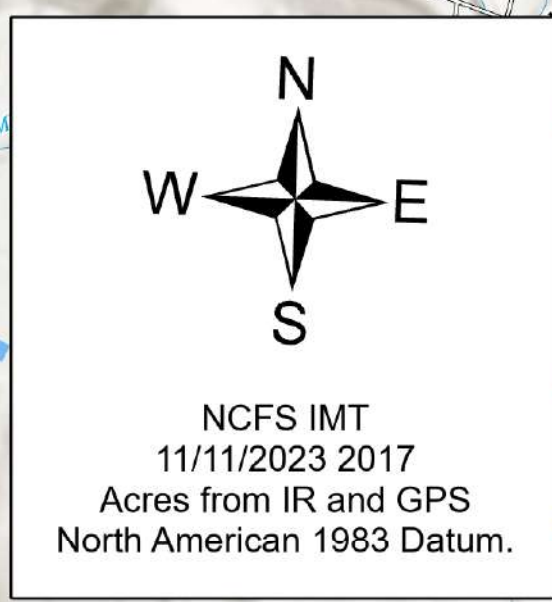 N
W E
S
NCFS IMT
11/11/2023 2017
Acres from IR and GPS
North American 1983 Datum.